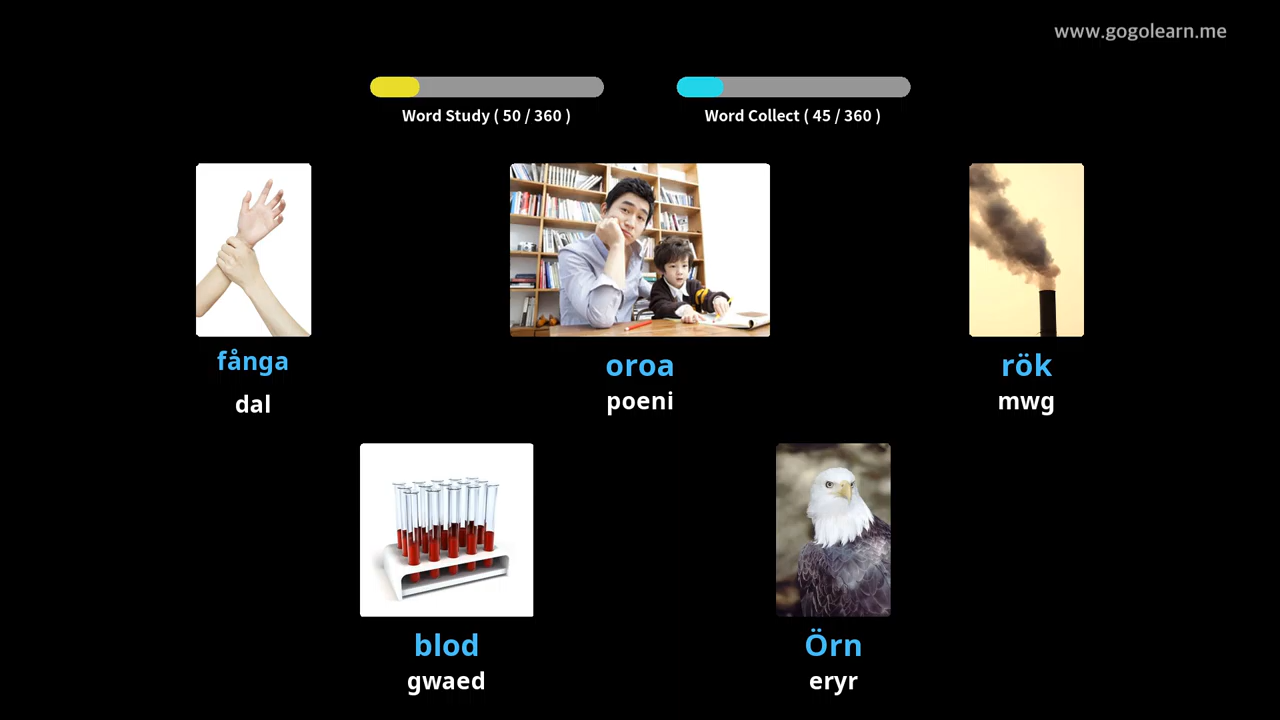 www.gogolearn.me
Word Study ( 50 / 360 )
Word Collect ( 45 / 360 )
fånga
dal
oroa
poeni
rök
mwg
blod
gwaed
Örn
eryr